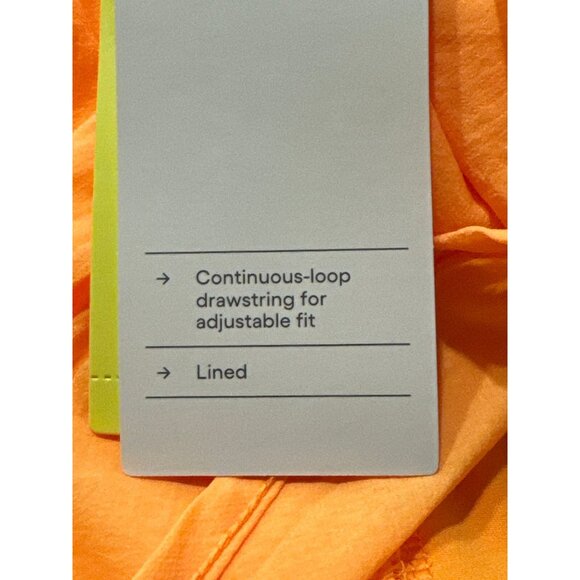 → Continuous-loop
drawstring for
adjustable fit
→ Lined